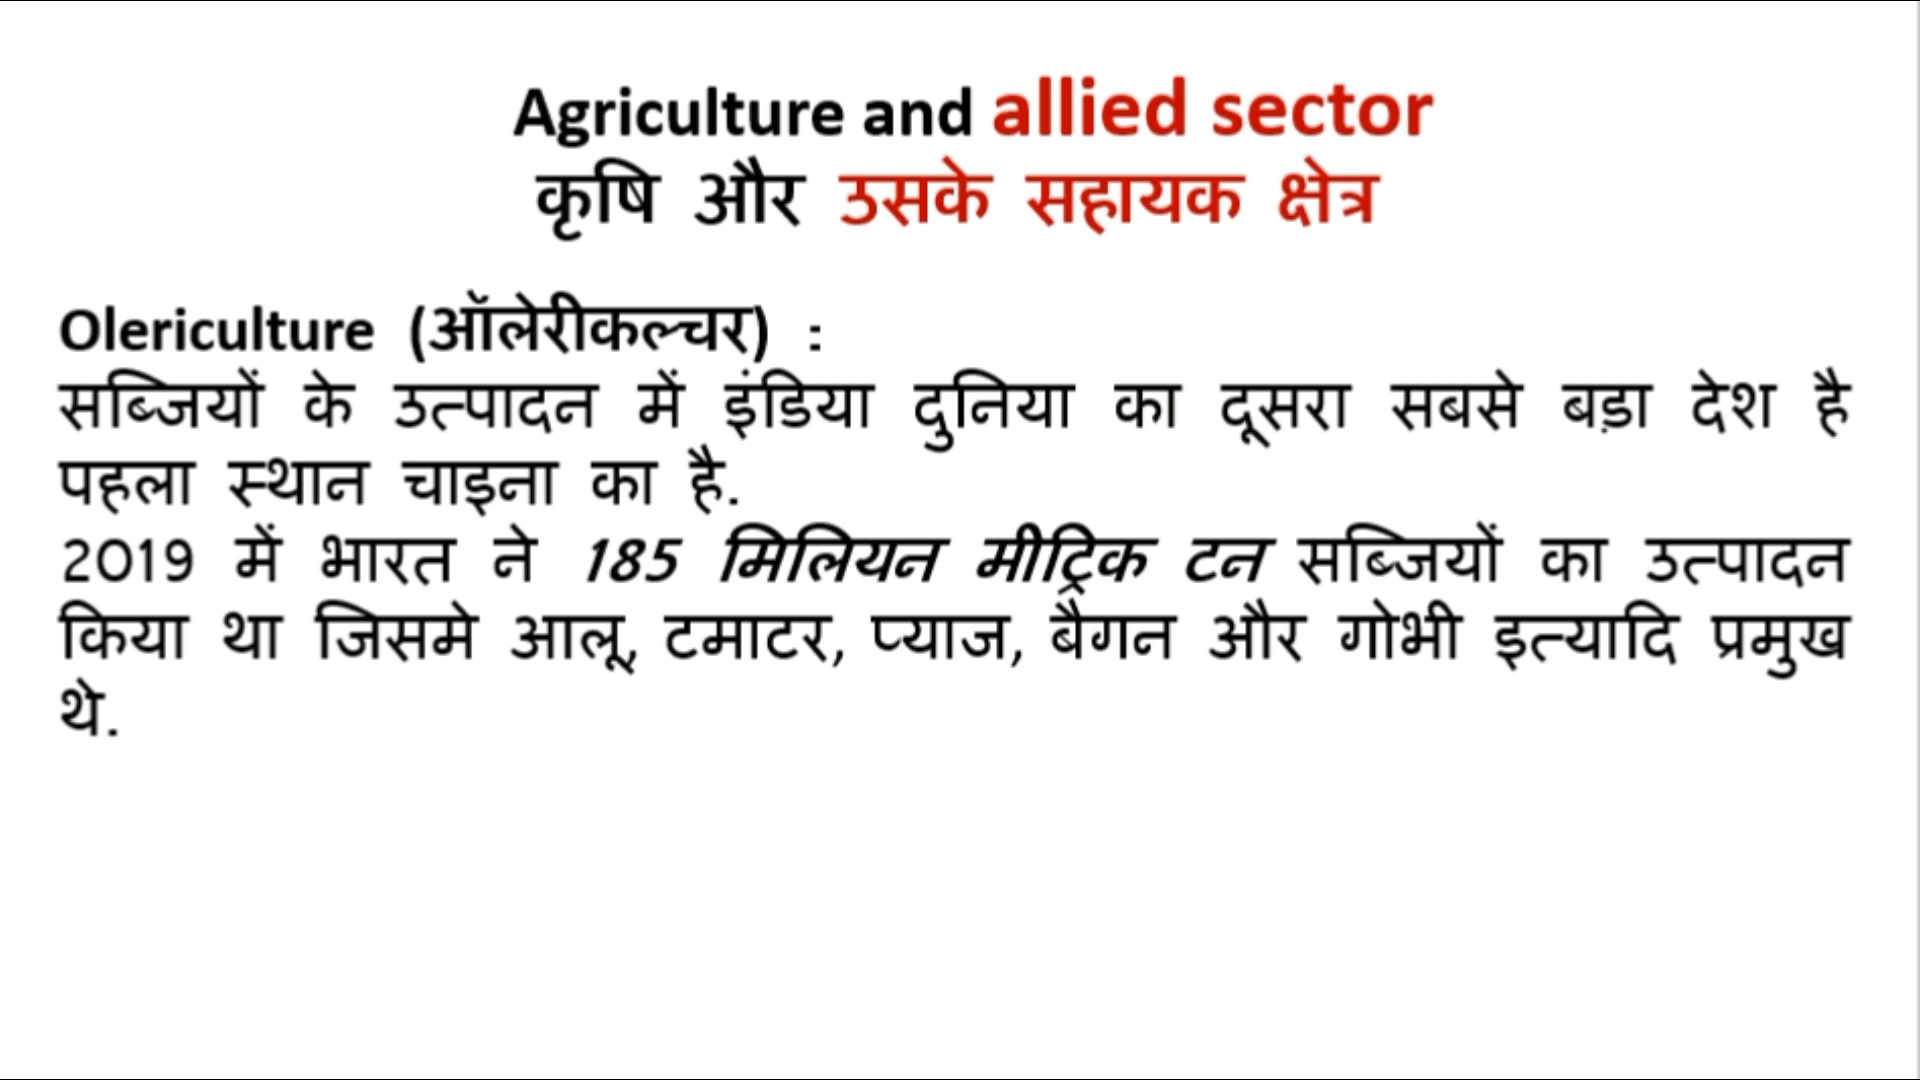 Agriculture and allied sector
कृषि और उसके सहायक क्षेत्र
Olericulture (ऑलेरीकल्चर) :
सब्जियों के उत्पादन में इंडिया दुनिया का दूसरा सबसे बड़ा देश है
पहला स्थान चाइना का है.
2019 में भारत ने 185 मिलियन मीट्रिक टन सब्जियों का उत्पादन
किया था जिसमे आलू, टमाटर, प्याज, बैगन और गोभी इत्यादि प्रमुख
थे.